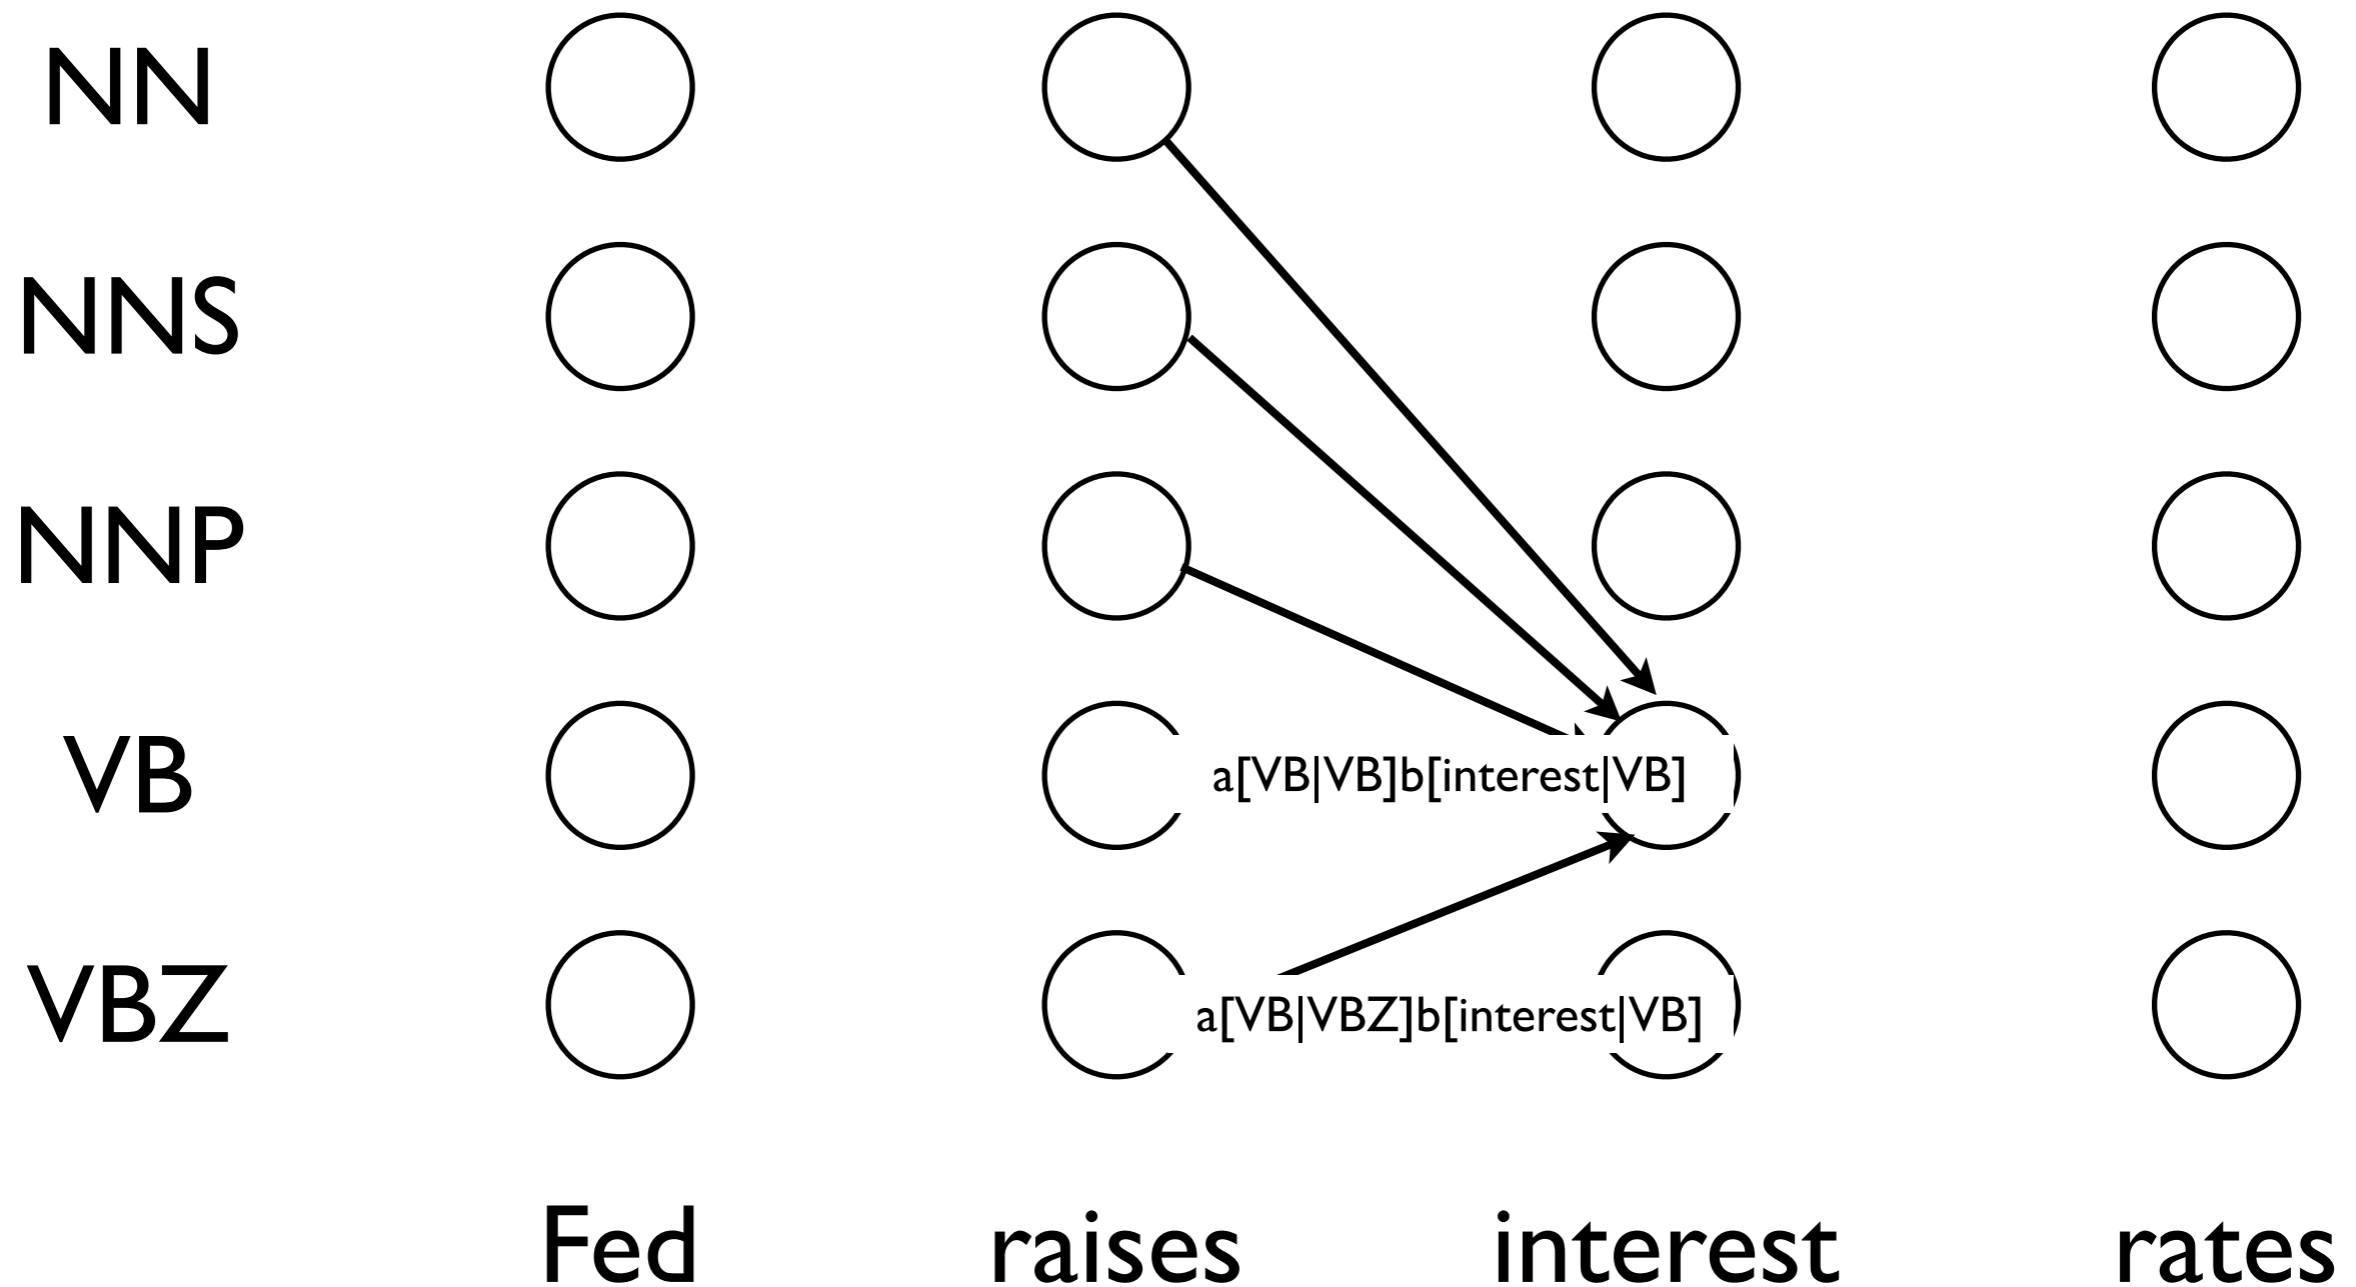 NN
NNS
NNP
VB
a[VB|VB]b[interest|VB]
VBZ
a[VB|VBZ]b[interest|VB]
Fed raises interest rates